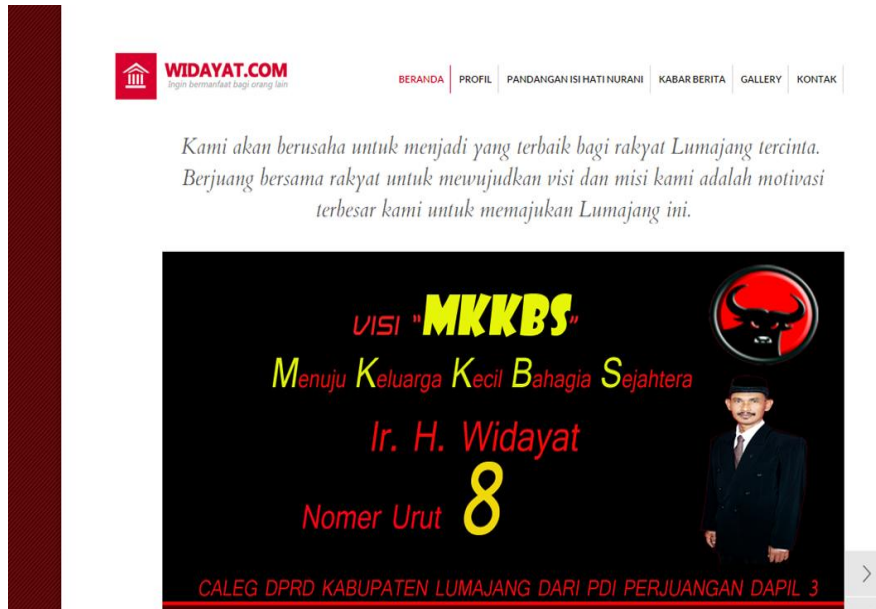 WIDAYAT.COM
Ingin bermanfaat bagi orang lain
BERANDA PROFIL PANDANGAN ISI HATI NURANI KABAR BERITA GALLERY KONTAK
Kami akan berusaha untuk menjadi yang terbaik bagi rakyat Lumajang tercinta.
Berjuang bersama rakyat untuk mewujudkan visi dan misi kami adalah motivasi
terbesar kami untuk memajukan Lumajang ini.
VISI "MKKBS"
Menuju Keluarga Kecil Bahagia Sejahtera
Ir. H. Widayat
Nomer Urut 8
CALEG DPRD KABUPATEN LUMAJANG DARI PDI PERJUANGAN DAPIL 3